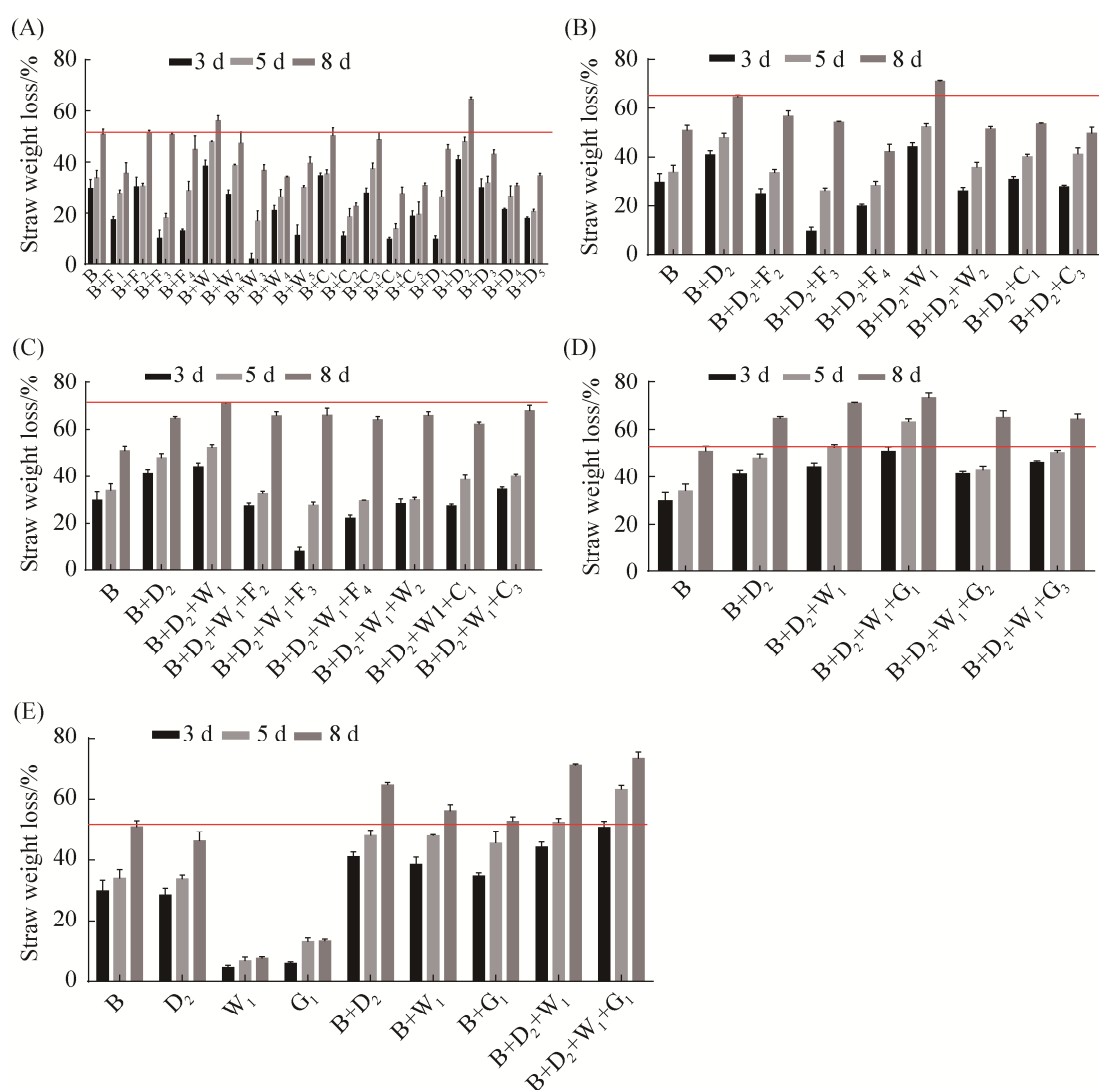 (A)
3 d 5 d 8 d
Straw weight loss/%
80
60
40
20
0
B
B+F₁
B+F₂
B+F₃
B+F₄
B+W₁
B+W₂
B+W₃
B+W₄
B+W₅
B+C₁
B+C₂
B+C₃
B+C₄
B+C₅
B+D₁
B+D₂
B+D₃
B+D₄
B+D₅
(B)
3 d 5 d 8 d
Straw weight loss/%
80
60
40
20
0
B
B+D₂
B+D₂+F₂
B+D₂+F₃
B+D₂+F₄
B+D₂+W₁
B+D₂+W₂
B+D₂+C₁
B+D₂+C₃
(C)
3 d 5 d 8 d
Straw weight loss/%
80
60
40
20
0
B
B+D₂
B+D₂+W₁
B+D₂+W₁+F₂
B+D₂+W₁+F₃
B+D₂+W₁+F₄
B+D₂+W₁+W₂
B+D₂+W1+C₁
B+D₂+W₁+C₃
(D)
3 d 5 d 8 d
Straw weight loss/%
80
60
40
20
0
B
B+D₂
B+D₂+W₁
B+D₂+W₁+G₁
B+D₂+W₁+G₂
B+D₂+W₁+G₃
(E)
3 d 5 d 8 d
Straw weight loss/%
80
60
40
20
0
B
D₂
W₁
G₁
B+D₂
B+W₁
B+G₁
B+D₂+W₁
B+D₂+W₁+G₁